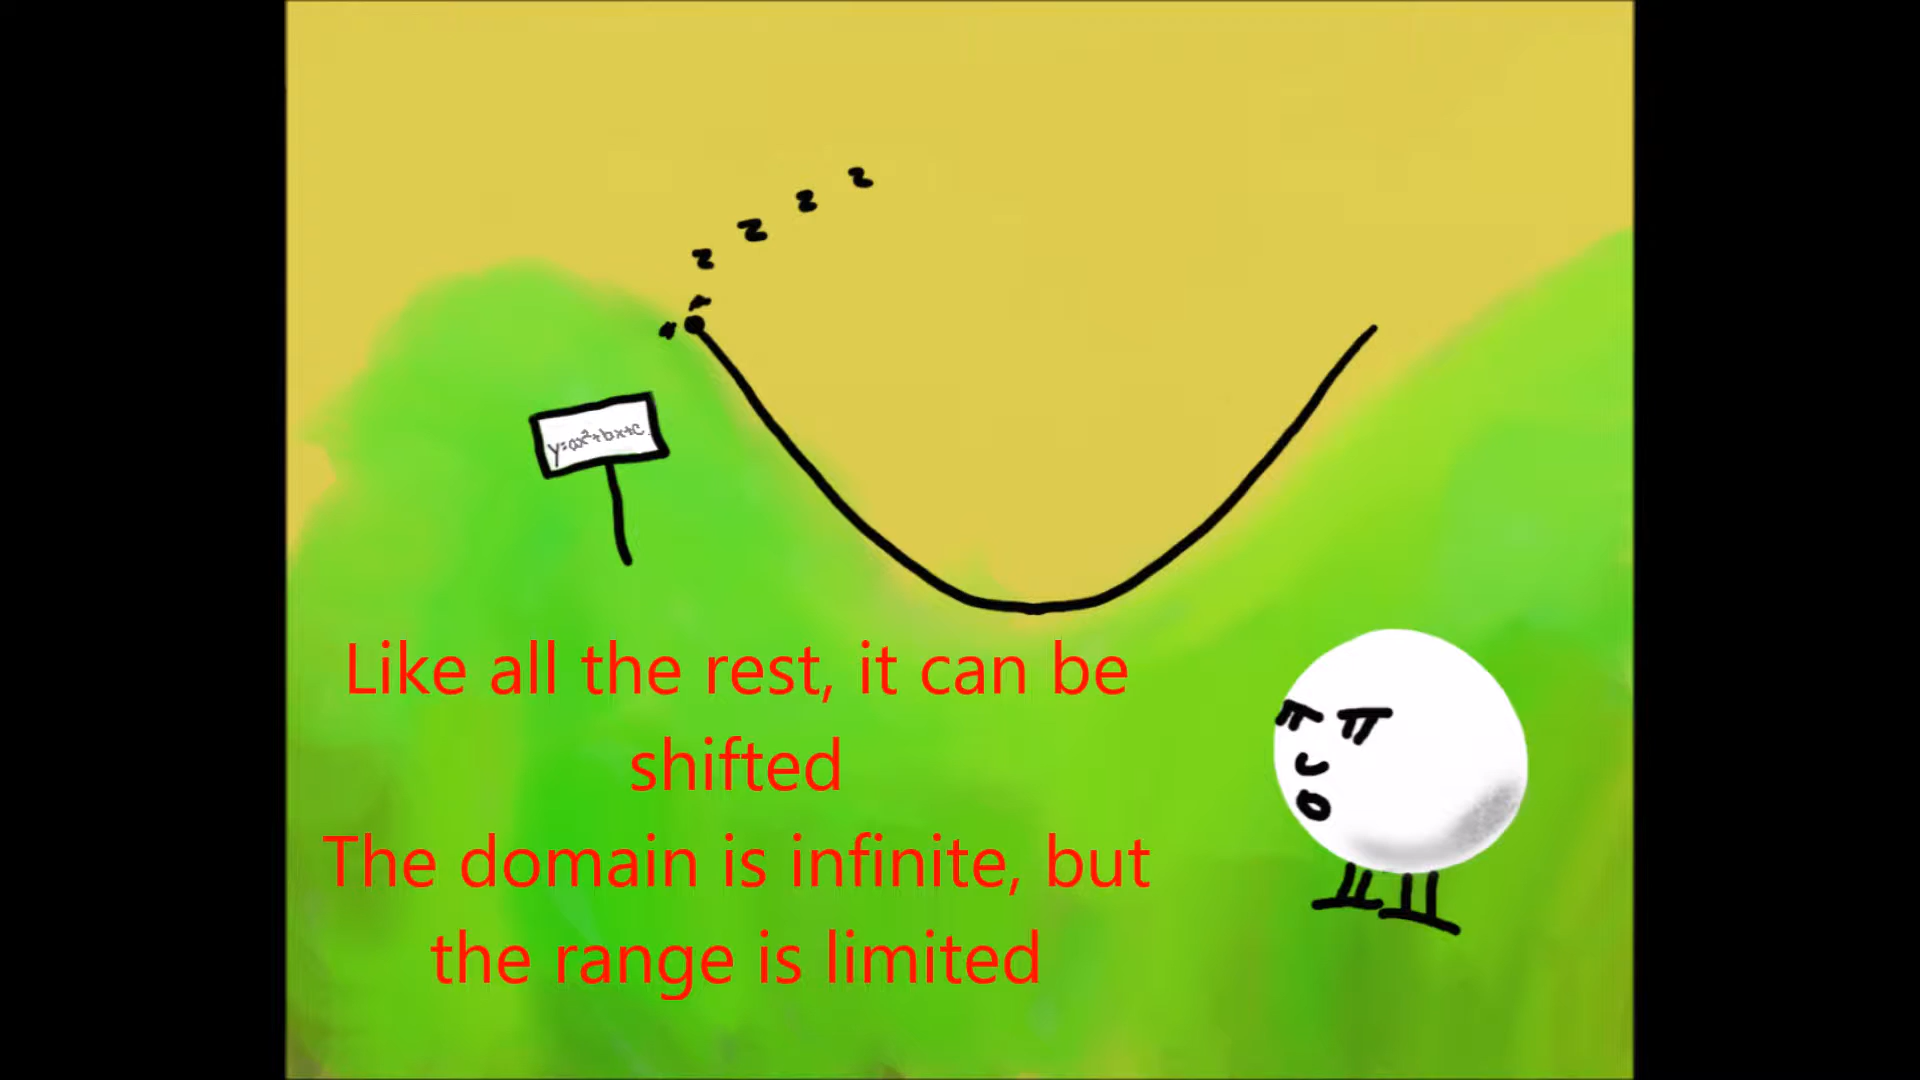 z z z z
y=ax²+bx+c
Like all the rest, it can be
shifted
The domain is infinite, but
the range is limited